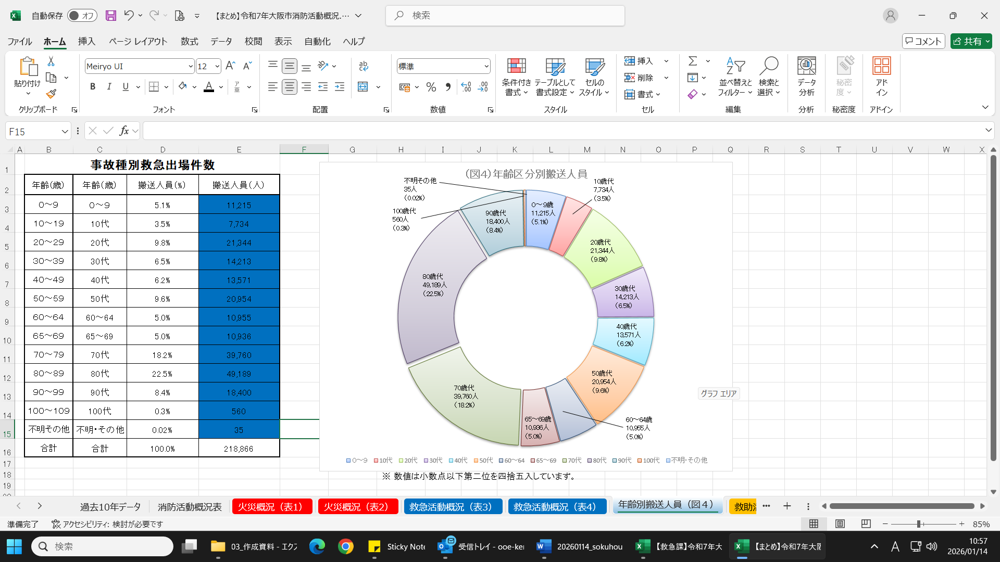 自動保存 オフ 【まとめ】令和7年大阪市消防活動概況.… 検索
ファイル ホーム 挿入 ページ レイアウト 数式 データ 校閲 表示 自動化 ヘルプ コメント 共有
貼り付け
クリップボード
Meiryo UI 12
B I U
フォント
配置
標準
数値
条件付き書式 テーブルとして書式設定 セルのスタイル
スタイル
挿入
削除
書式
セル
並べ替えとフィルター 検索と選択
編集
データ分析
分析
秘密度
秘密度
アドイン
アドイン
F15 fx
A B C D E F G H I J K L M N O P Q R S T U V W X
1 事故種別救急出場件数
2 年齢(歳) 年齢(歳) 搬送人員(%) 搬送人員(人)
3 0～9 0～9 5.1% 11,215
4 10～19 10代 3.5% 7,734
5 20～29 20代 9.8% 21,344
6 30～39 30代 6.5% 14,213
7 40～49 40代 6.2% 13,571
8 50～59 50代 9.6% 20,954
9 60～64 60～64 5.0% 10,955
10 65～69 65～69 5.0% 10,936
11 70～79 70代 18.2% 39,760
12 80～89 80代 22.5% 49,189
13 90～99 90代 8.4% 18,400
14 100～109 100代 0.3% 560
15 不明その他 不明・その他 0.02% 35
16 合計 合計 100.0% 218,866
17
18
19
(図4)年齢区分別搬送人員
不明その他
35人
(0.02%)
100歳代
560人
(0.3%)
90歳代
18,400人
(8.4%)
0～9歳
11,215人
(5.1%)
10歳代
7,734人
(3.5%)
20歳代
21,344人
(9.8%)
30歳代
14,213人
(6.5%)
40歳代
13,571人
(6.2%)
50歳代
20,954人
(9.6%)
60～64歳
10,955人
(5.0%)
65～69歳
10,936人
(5.0%)
70歳代
39,760人
(18.2%)
80歳代
49,189人
(22.5%)
グラフ エリア
0～9 10代 20代 30代 40代 50代 60～64 65～69 70代 80代 90代 100代 不明・その他
※ 数値は小数点以下第二位を四捨五入しています。
過去10年データ 消防活動概況表 火災概況（表1） 火災概況（表2） 救急活動概況（表3） 救急活動概況（表4） 年齢別搬送人員（図4） 救助
準備完了 アクセシビリティ: 検討が必要です 85%
検索 03_作成資料 - エクス Sticky Note 受信トレイ - ooe-ker 20260114_sokuhou 【救急課】令和7年大 【まとめ】令和7年大阪 A 10:57
2026/01/14